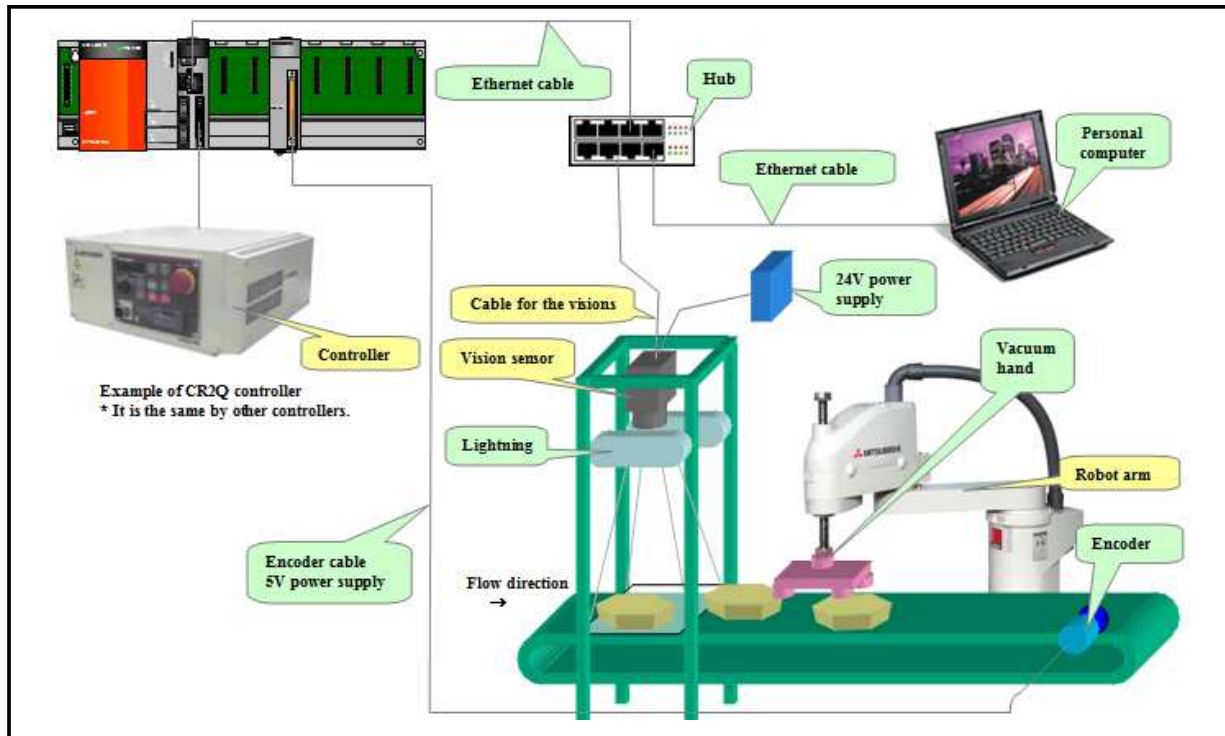 Ethernet cable
Hub
Personal
computer
Ethernet cable
24V power
supply
Cable for the visions
Controller
Vision sensor
Vacuum
hand
Example of CR2Q controller
* It is the same by other controllers.
Lightning
MITSUBISHI
Robot arm
Encoder cable
5V power supply
Flow direction
→
Encoder